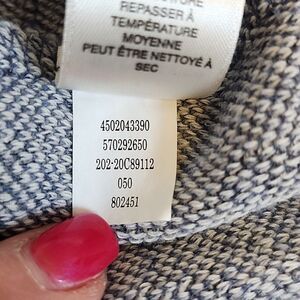 REPASSER À
TEMPÉRATURE
MOYENNE
PEUT ÊTRE NETTOYÉ À
SEC
4502043390
570292650
202-20C89112
050
802451